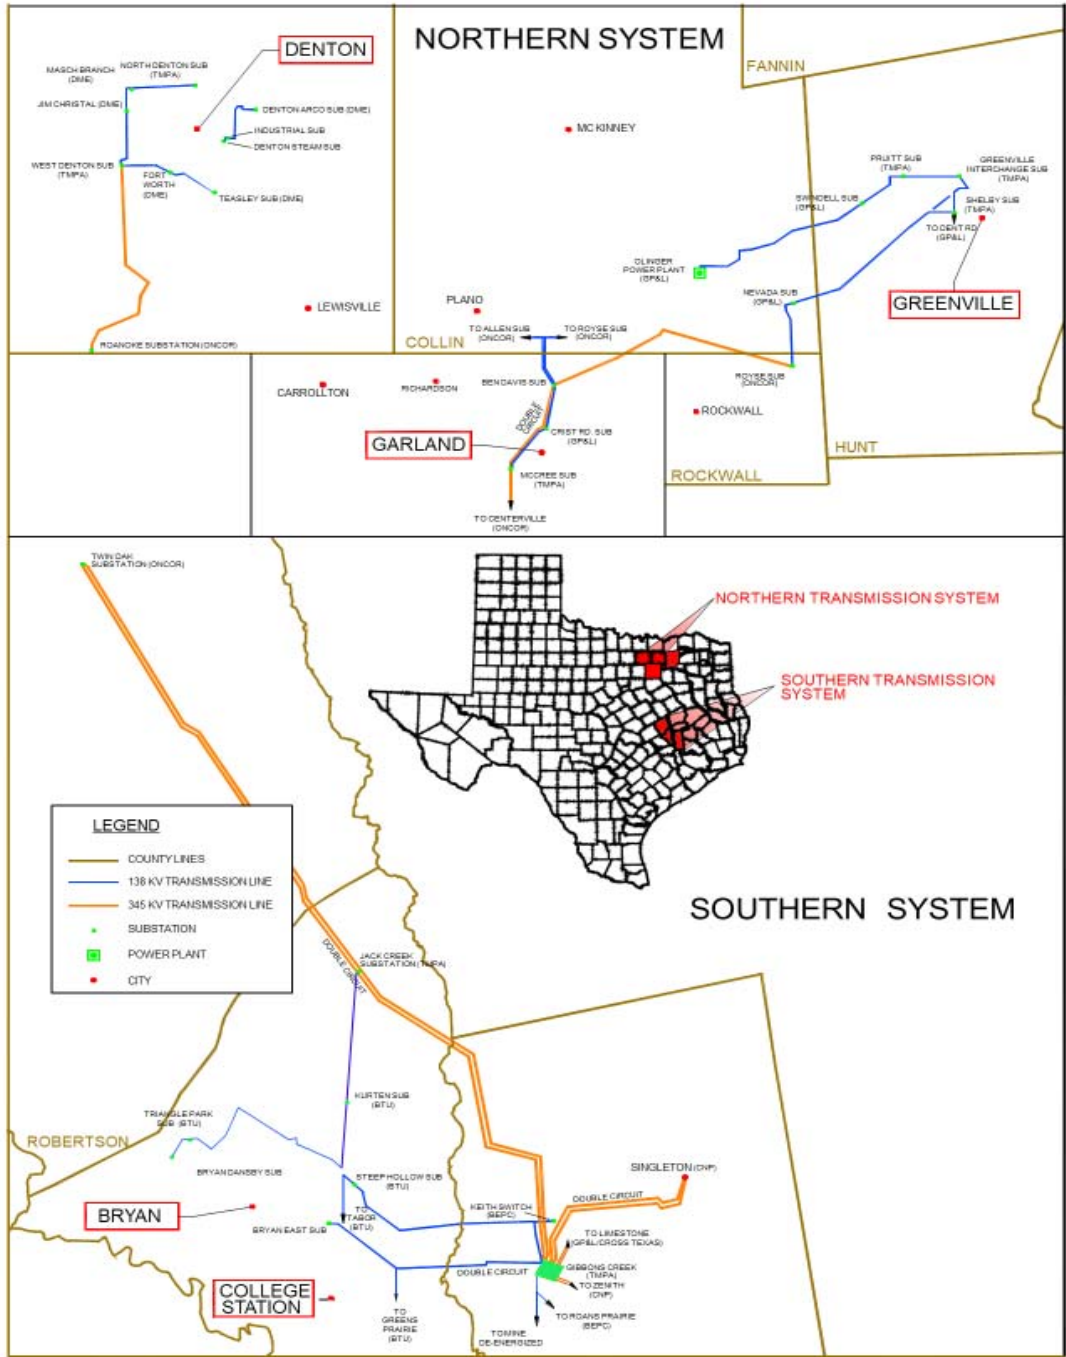 NORTHERN SYSTEM
DENTON
MASCH BRANCH
(DME)
NORTH DENTON SUB
(TMPA)
JIM CHRISTAL (DME)
DENTON ARCO SUB (DME)
INDUSTRIAL SUB
DENTON STEAM SUB
WEST DENTON SUB
(TMPA)
FORT
WORTH
(DME)
TEASLEY SUB (DME)
LEWISVILLE
ROANOKE SUBSTATION (ONCOR)
FANNIN
MC KINNEY
PRUITT SUB
(TMPA)
GREENVILLE
INTERCHANGE SUB
(TMPA)
SWINDELL SUB
(GP&L)
SHELBY SUB
(TMPA)
TO CENT RD
(GP&L)
OLINGER
POWER PLANT
(GP&L)
NEVADA SUB
(GP&L)
GREENVILLE
PLANO
TO ALLEN SUB
(ONCOR)
TO ROYSE SUB
(ONCOR)
COLLIN
ROYSE SUB
(ONCOR)
CARROLLTON
RICHARDSON
BEN DAVIS SUB
ROCKWALL
DOUBLE
CIRCUIT
CRIST RD. SUB
(GP&L)
GARLAND
MCCREE SUB
(TMPA)
HUNT
ROCKWALL
TO CENTERVILLE
(ONCOR)
TWIN OAK
SUBSTATION (ONCOR)
NORTHERN TRANSMISSION SYSTEM
SOUTHERN TRANSMISSION
SYSTEM
LEGEND
COUNTY LINES
138 KV TRANSMISSION LINE
345 KV TRANSMISSION LINE
SUBSTATION
POWER PLANT
CITY
SOUTHERN SYSTEM
DOUBLE CIRCUIT
JACK CREEK
SUBSTATION (TMPA)
KURTEN SUB
(BTU)
TRIANGLE PARK
SUB (BTU)
ROBERTSON
BRYAN DANSBY SUB
STEEP HOLLOW SUB
(BTU)
SINGLETON (CNP)
DOUBLE CIRCUIT
BRYAN
TO
TABOR
(BTU)
KEITH SWITCH
(BEPC)
BRYAN EAST SUB
TO LIMESTONE
(GP&L/CROSS TEXAS)
DOUBLE CIRCUIT
GIBBONS CREEK
(TMPA)
TO ZENITH
(CNP)
COLLEGE
STATION
TO
GREENS
PRAIRIE
(BTU)
TO ROANS PRAIRIE
(BEPC)
TO MINE
DE-ENERGIZED